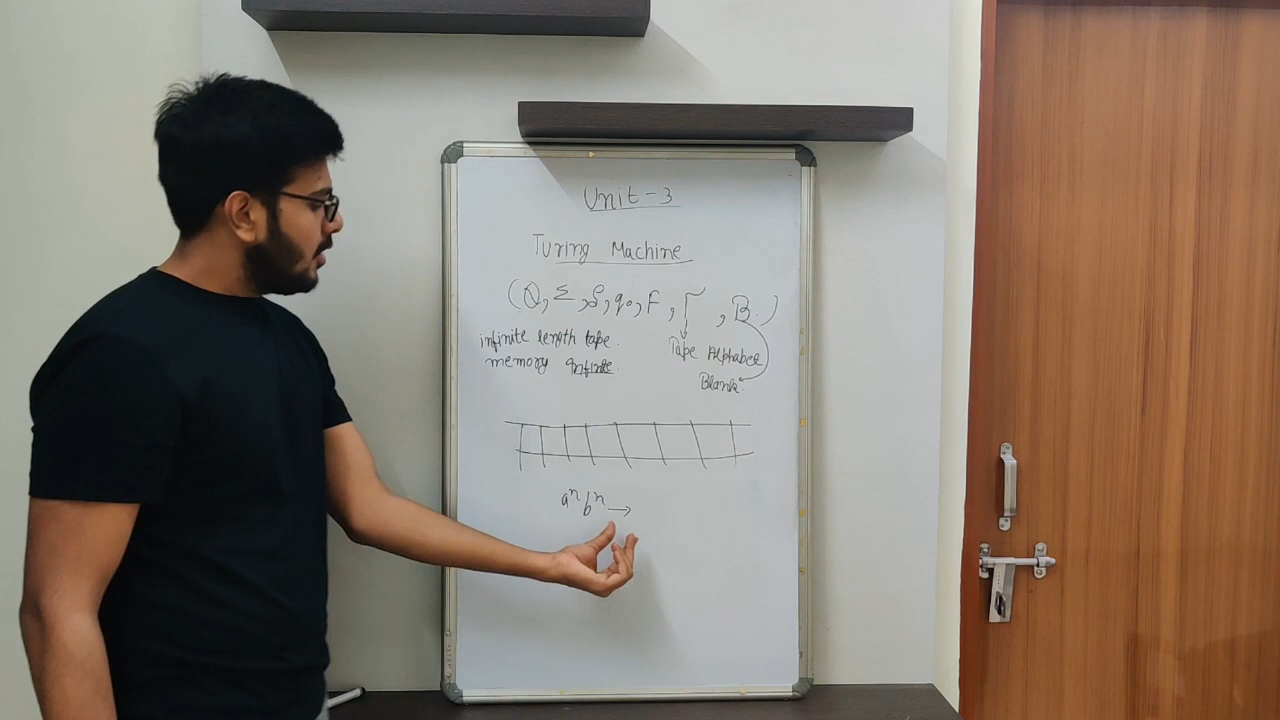 Unit-3
Turing Machine
(Q, Σ, δ, q₀, F, Γ, B.)
infinite length tape.
memory infinite.
Tape Alphabet
Blank.
aⁿbⁿ→